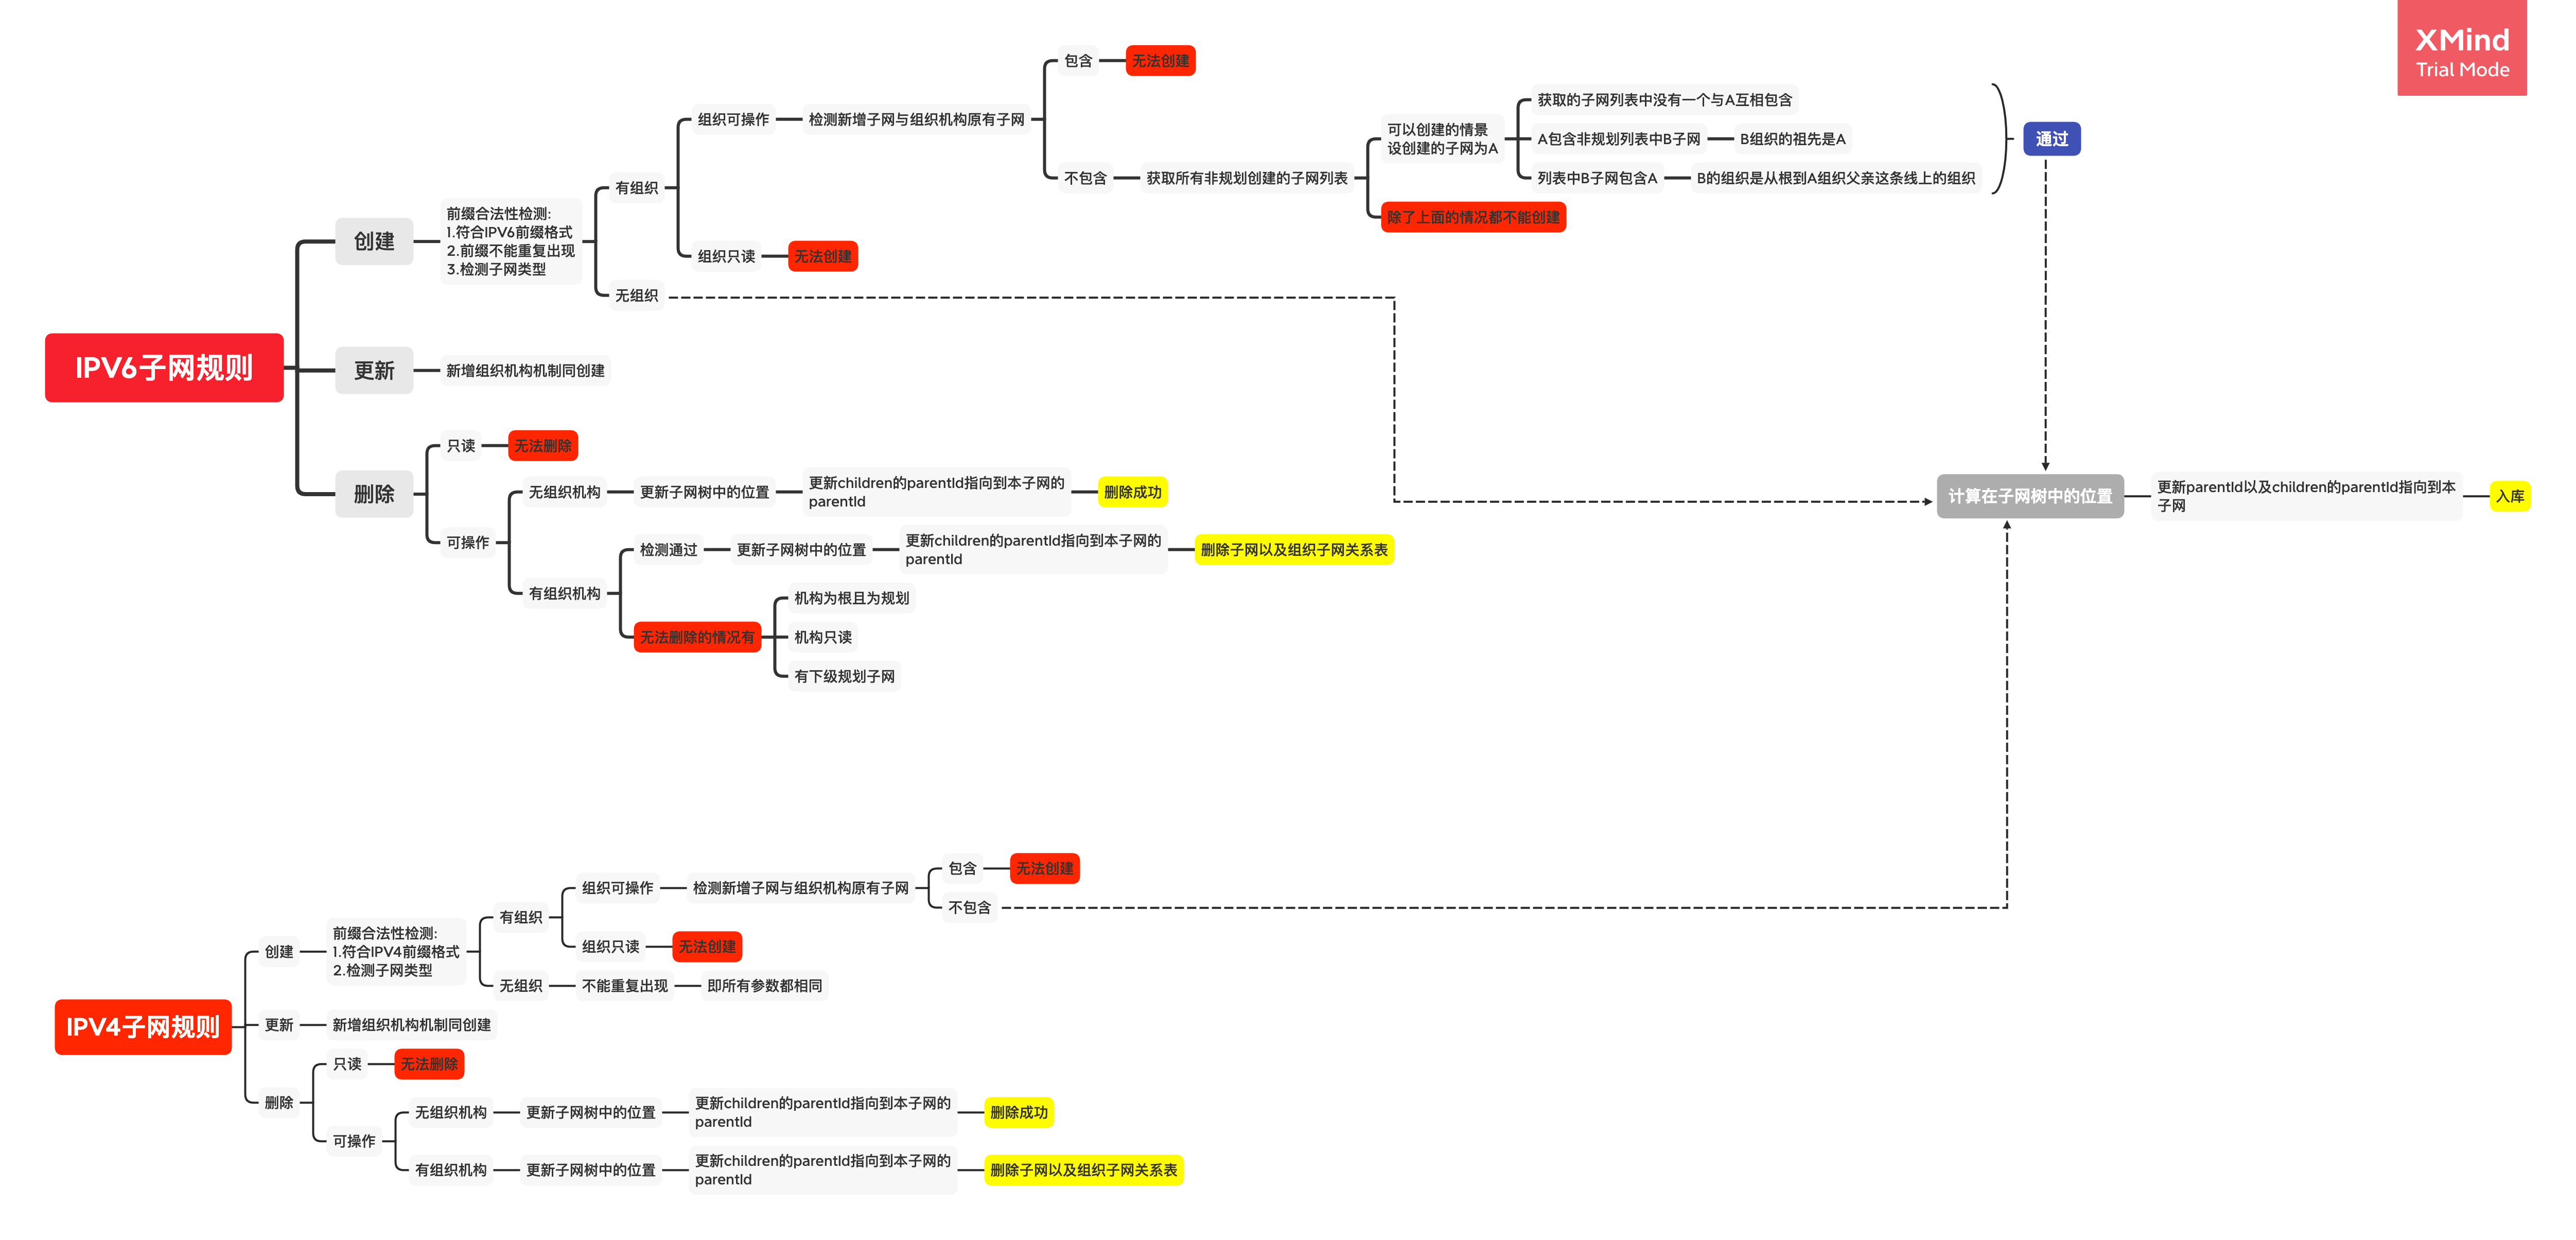 XMind
Trial Mode
IPV6子网规则
创建
前缀合法性检测:
1.符合IPV6前缀格式
2.前缀不能重复出现
3.检测子网类型
有组织
组织可操作
检测新增子网与组织机构原有子网
包含
无法创建
不包含
获取所有非规划创建的子网列表
可以创建的情景
设创建的子网为A
获取的子网列表中没有一个与A互相包含
A包含非规划列表中B子网
B组织的祖先是A
列表中B子网包含A
B的组织是从根到A组织父亲这条线上的组织
通过
除了上面的情况都不能创建
组织只读
无法创建
无组织
更新
新增组织机构机制同创建
删除
只读
无法删除
可操作
无组织机构
更新子网树中的位置
更新children的parentId指向到本子网的
parentId
删除成功
有组织机构
检测通过
更新子网树中的位置
更新children的parentId指向到本子网的
parentId
删除子网以及组织子网关系表
无法删除的情况有
机构为根且为规划
机构只读
有下级规划子网
计算在子网树中的位置
更新parentId以及children的parentId指向到本
子网
入库
IPV4子网规则
创建
前缀合法性检测:
1.符合IPV4前缀格式
2.检测子网类型
有组织
组织可操作
检测新增子网与组织机构原有子网
包含
无法创建
不包含
组织只读
无法创建
无组织
不能重复出现
即所有参数都相同
更新
新增组织机构机制同创建
删除
只读
无法删除
可操作
无组织机构
更新子网树中的位置
更新children的parentId指向到本子网的
parentId
删除成功
有组织机构
更新子网树中的位置
更新children的parentId指向到本子网的
parentId
删除子网以及组织子网关系表